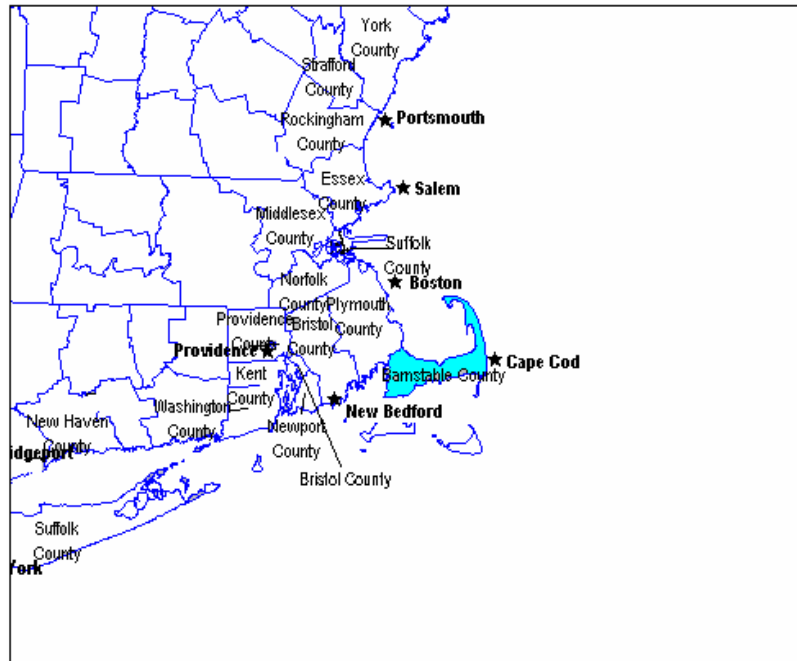 York
County
Strafford
County
Rockingham
County
Portsmouth
Essex
County
Salem
Middlesex
County
Suffolk
County
Boston
Norfolk
County
Plymouth
County
Providence
County
Bristol
County
Providence
Cape Cod
Barnstable County
Kent
County
Washington
County
New Bedford
Newport
County
New Haven
County
idgeport
Bristol County
Suffolk
County
York